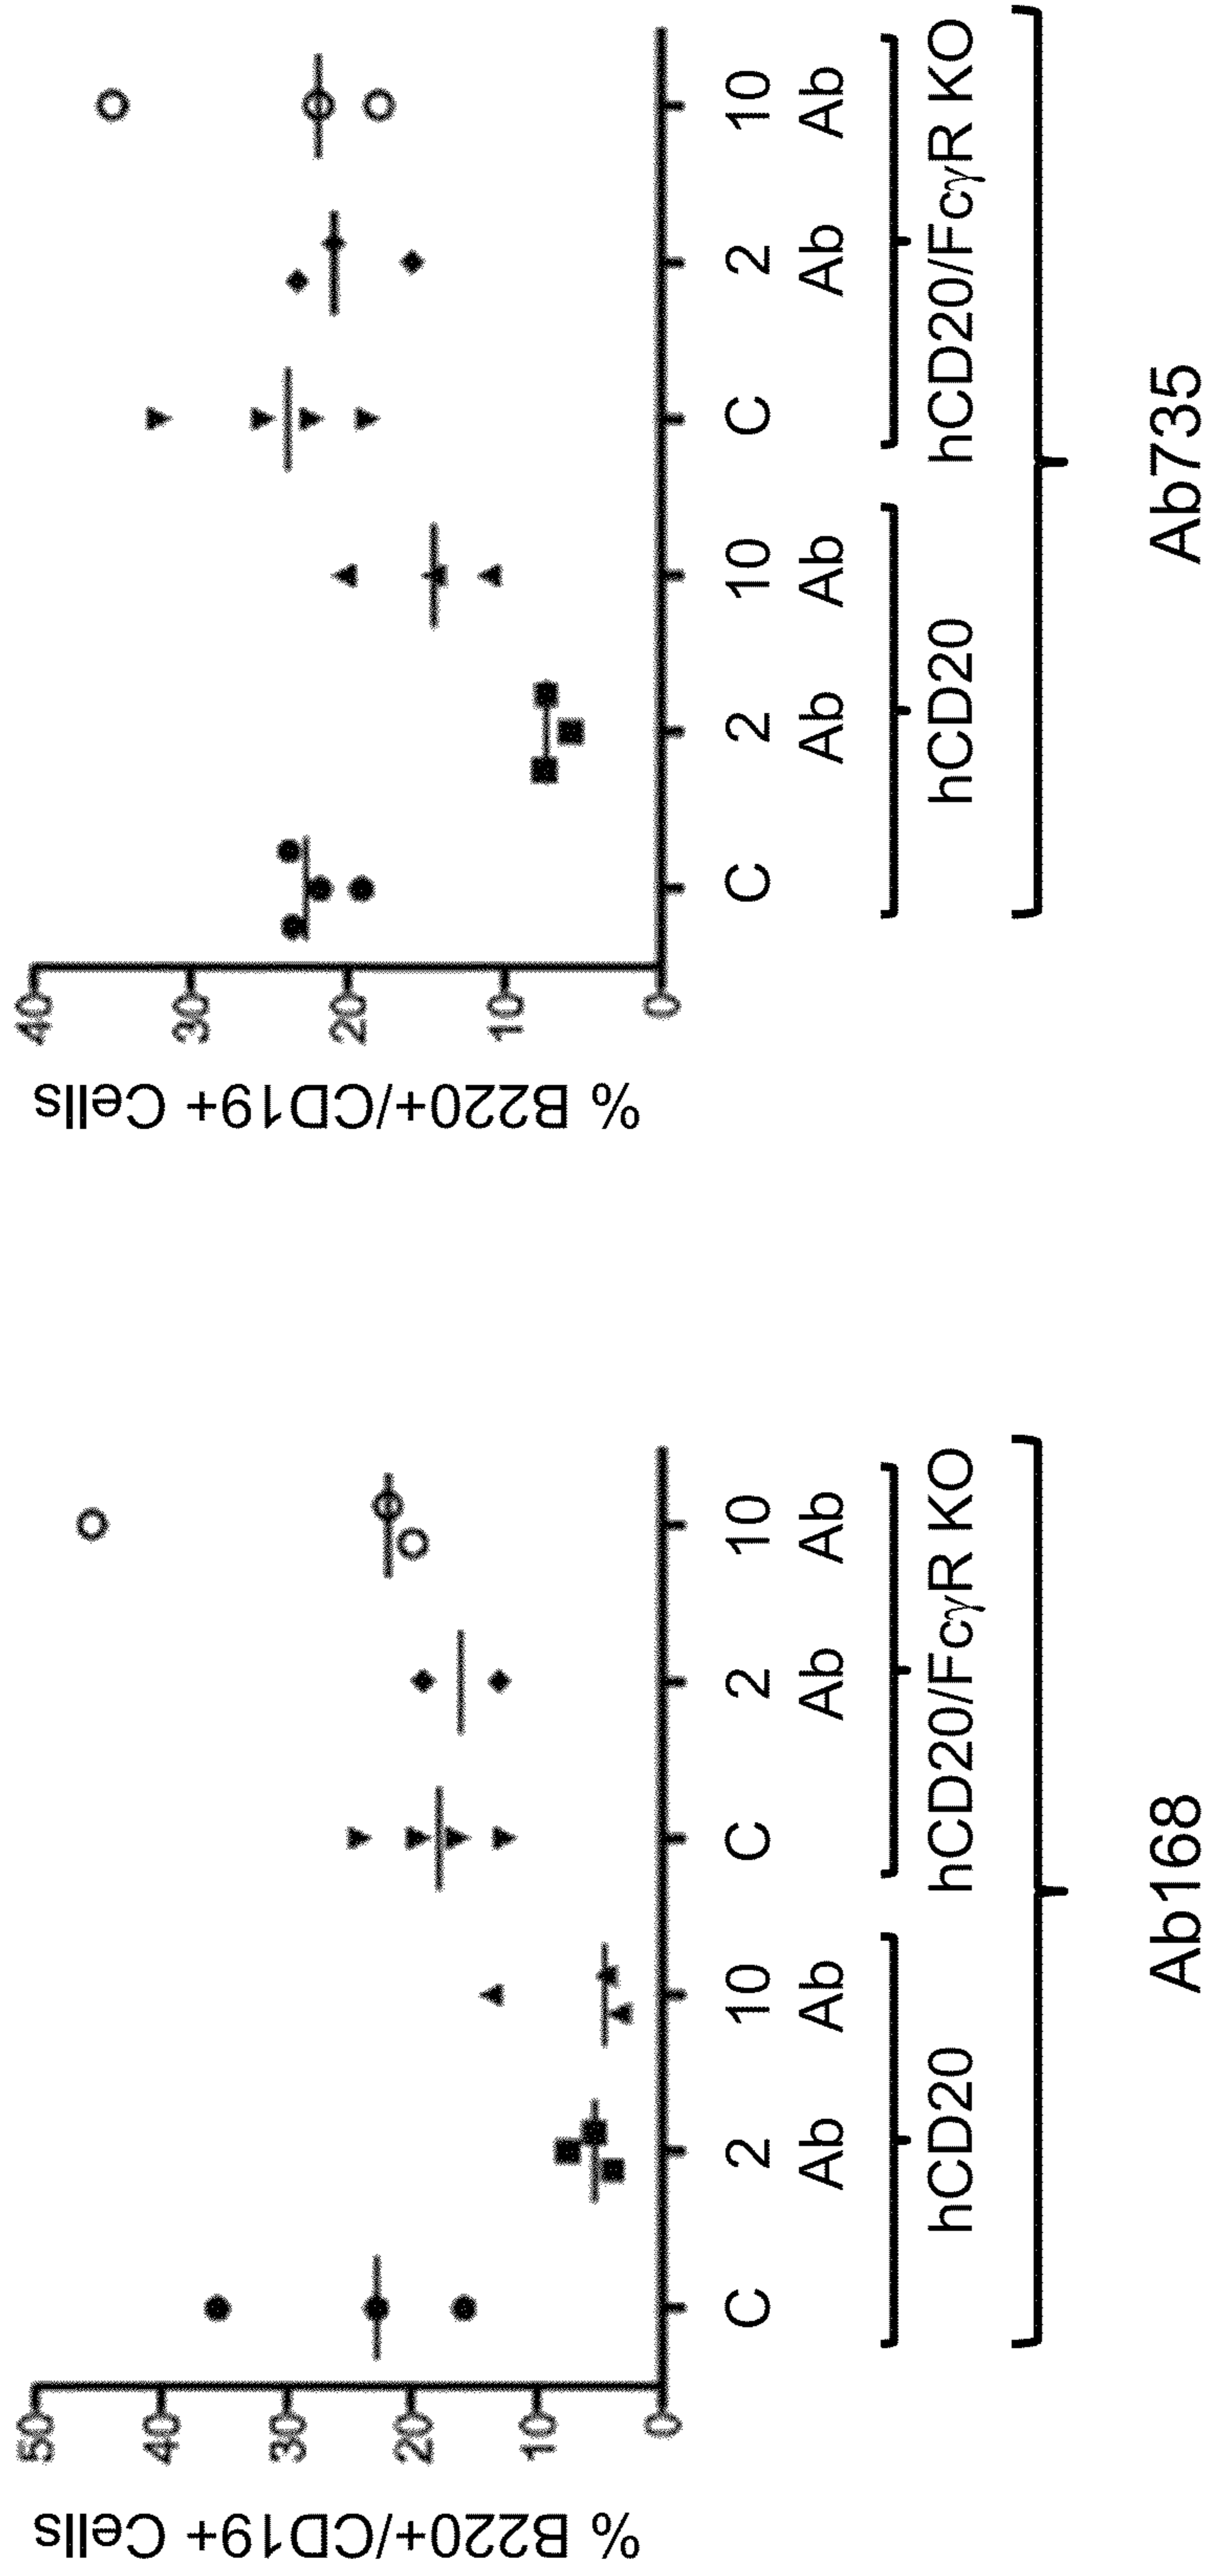 % B220+/CD19+ Cells
50
40
30
20
10
0
C 2 10 C 2 10
Ab Ab Ab Ab
hCD20 hCD20/FcγR KO
Ab168
% B220+/CD19+ Cells
40
30
20
10
0
C 2 10 C 2 10
Ab Ab Ab Ab
hCD20 hCD20/FcγR KO
Ab735